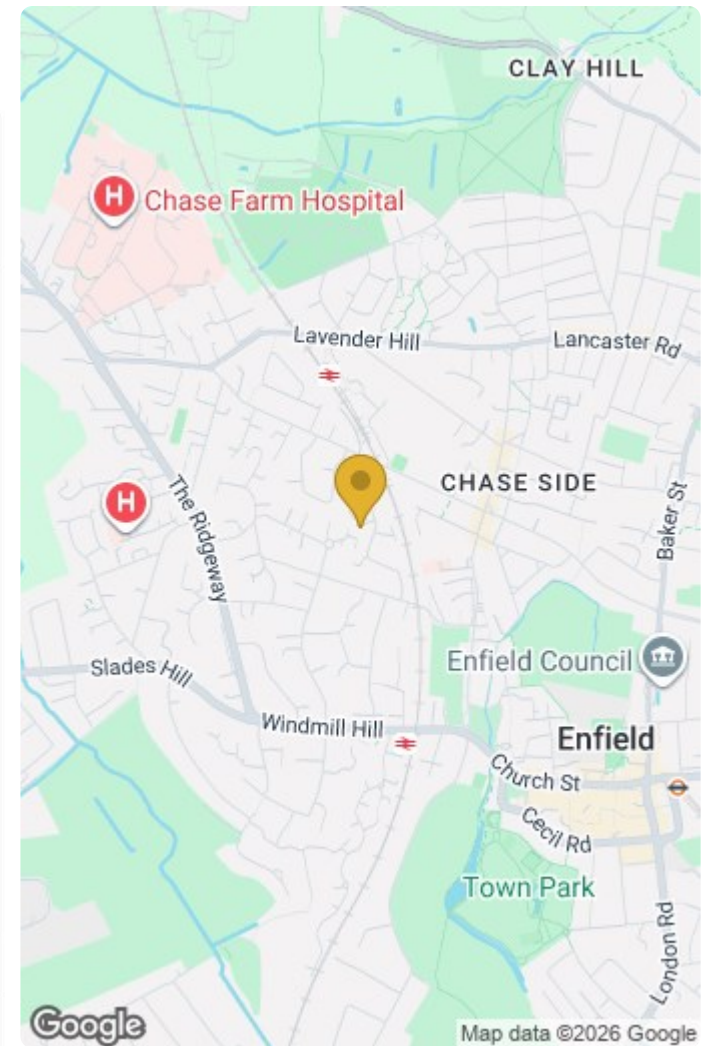 CLAY HILL
H
Chase Farm Hospital
Lavender Hill
Lancaster Rd
CHASE SIDE
H
The Ridgeway
Baker St
Enfield Council
Slades Hill
Windmill Hill
Enfield
Church St
Cecil Rd
Town Park
London Rd
Google
Map data ©2026 Google